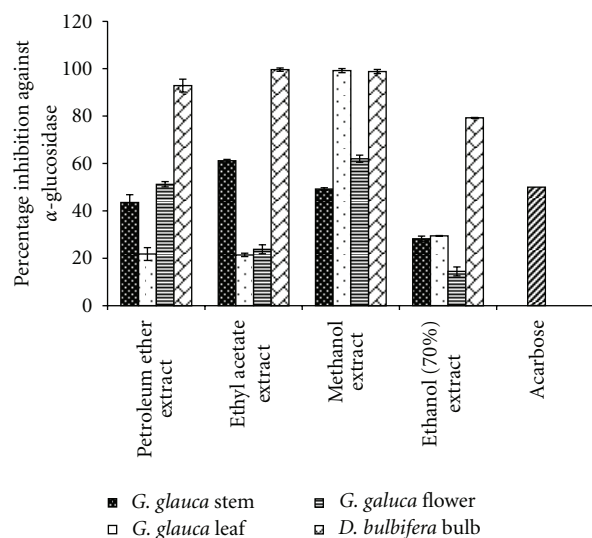 Percentage inhibition against
α-glucosidase
120
100
80
60
40
20
0
Petroleum ether
extract
Ethyl acetate
extract
Methanol
extract
Ethanol (70%)
extract
Acarbose
G. glauca stem
G. glauca leaf
G. galuca flower
D. bulbifera bulb